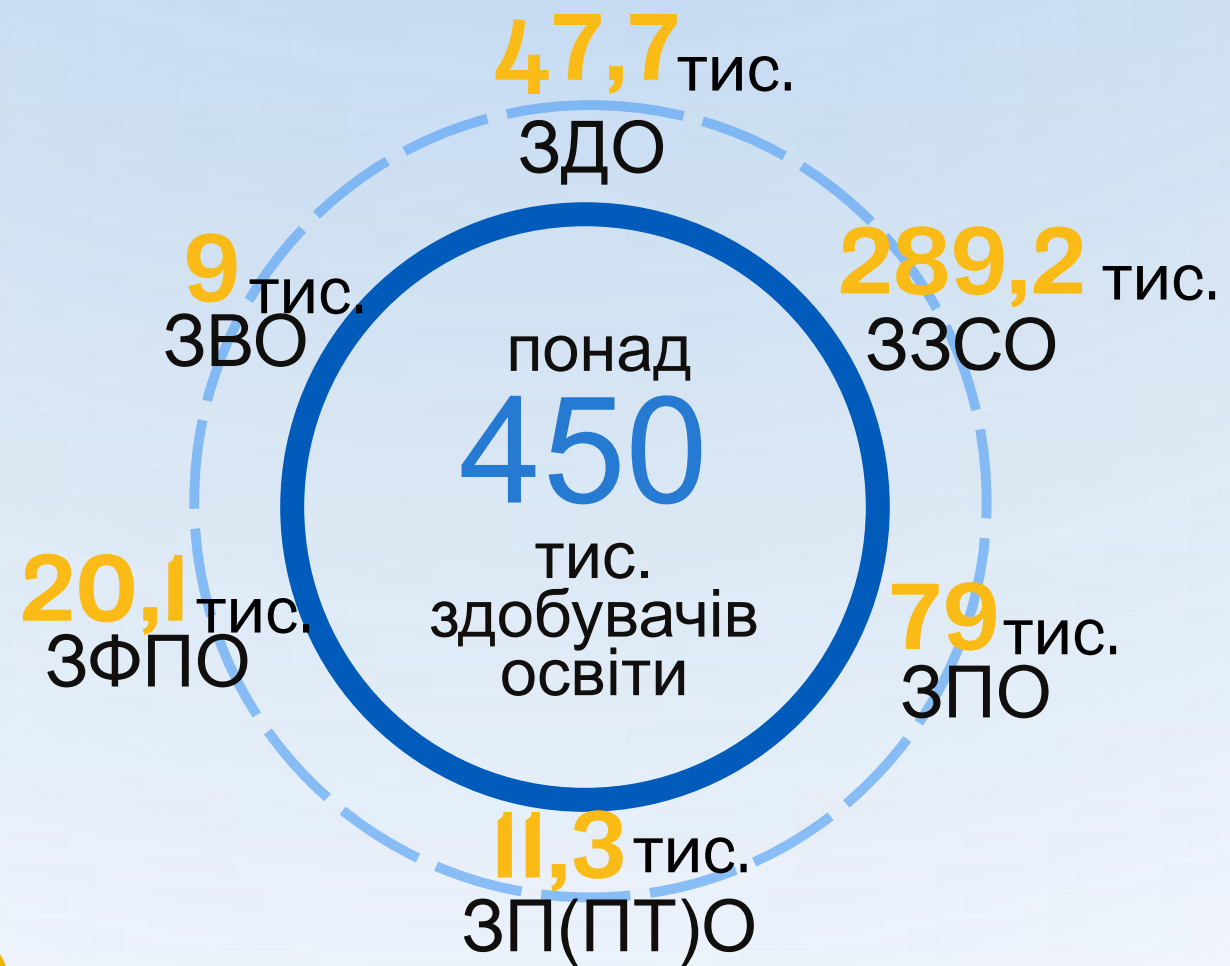 47,7 тис.
ЗДО
9 тис.
ЗВО
289,2 тис.
ЗЗСО
понад
450
тис.
здобувачів
освіти
20,1 тис.
ЗФПО
79 тис.
ЗПО
11,3 тис.
ЗП(ПТ)О